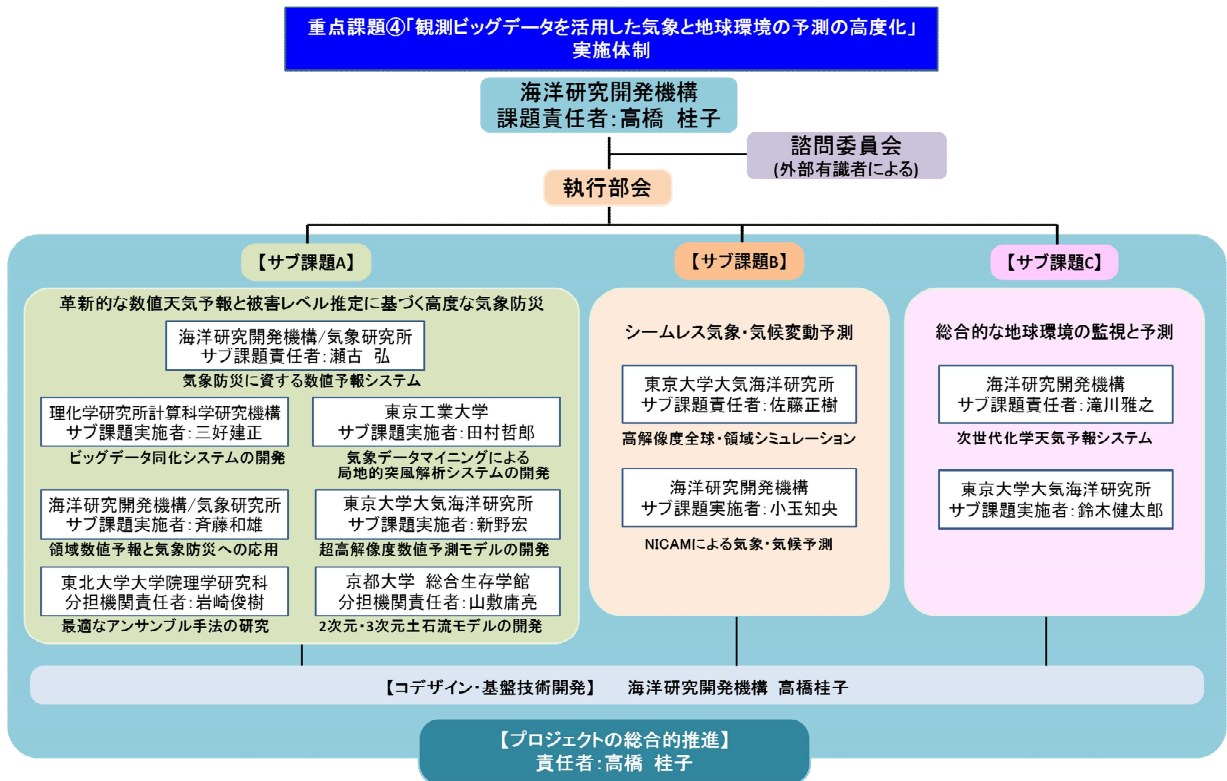 重点課題④「観測ビッグデータを活用した気象と地球環境の予測の高度化」
実施体制
海洋研究開発機構
課題責任者:高橋 桂子
諮問委員会
(外部有識者による)
執行部会
【サブ課題A】
革新的な数値天気予報と被害レベル推定に基づく高度な気象防災
海洋研究開発機構/気象研究所
サブ課題責任者:瀬古 弘
気象防災に資する数値予報システム
理化学研究所計算科学研究機構
サブ課題実施者:三好建正
ビッグデータ同化システムの開発
東京工業大学
サブ課題実施者:田村哲郎
気象データマイニングによる
局地的突風解析システムの開発
海洋研究開発機構/気象研究所
サブ課題実施者:斉藤和雄
領域数値予報と気象防災への応用
東京大学大気海洋研究所
サブ課題実施者:新野宏
超高解像度数値予測モデルの開発
東北大学大学院理学研究科
分担機関責任者:岩崎俊樹
最適なアンサンブル手法の研究
京都大学 総合生存学館
分担機関責任者:山敷庸亮
2次元・3次元土石流モデルの開発
【サブ課題B】
シームレス気象・気候変動予測
東京大学大気海洋研究所
サブ課題責任者:佐藤正樹
高解像度全球・領域シミュレーション
海洋研究開発機構
サブ課題実施者:小玉知央
NICAMによる気象・気候予測
【サブ課題C】
総合的な地球環境の監視と予測
海洋研究開発機構
サブ課題責任者:滝川雅之
次世代化学天気予報システム
東京大学大気海洋研究所
サブ課題実施者:鈴木健太郎
【コデザイン・基盤技術開発】 海洋研究開発機構 高橋桂子
【プロジェクトの総合的推進】
責任者:高橋 桂子